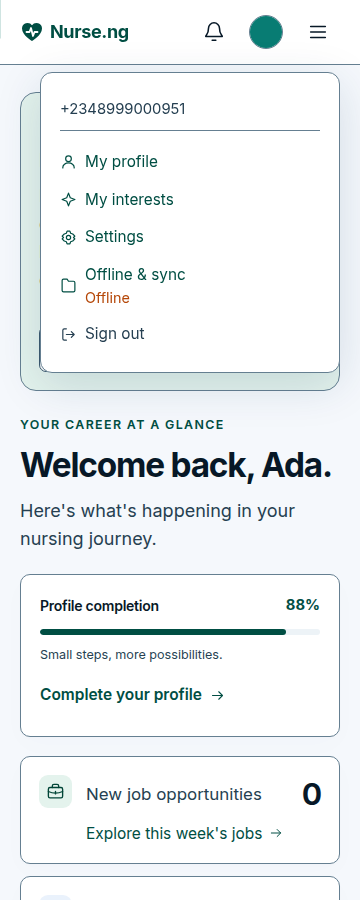 Nurse.ng
+2348999000951
My profile
My interests
Settings
Offline & sync
Offline
Sign out
YOUR CAREER AT A GLANCE
Welcome back, Ada.
Here's what's happening in your
nursing journey.
Profile completion 88%
Small steps, more possibilities.
Complete your profile →
New job opportunities 0
Explore this week's jobs →